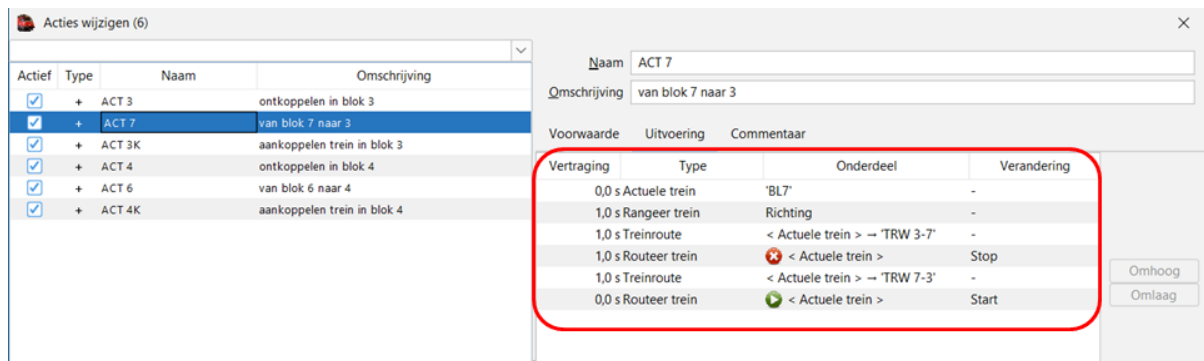 Acties wijzigen (6)
Naam ACT 7
Omschrijving van blok 7 naar 3
Actief Type Naam Omschrijving
+ ACT 3 ontkoppelen in blok 3
+ ACT 7 van blok 7 naar 3
+ ACT 3K aankoppelen trein in blok 3
+ ACT 4 ontkoppelen in blok 4
+ ACT 6 van blok 6 naar 4
+ ACT 4K aankoppelen trein in blok 4
Voorwaarde Uitvoering Commentaar
Vertraging Type Onderdeel Verandering
0,0 s Actuele trein 'BL7' -
1,0 s Rangeer trein Richting -
1,0 s Treinroute < Actuele trein > → 'TRW 3-7' -
1,0 s Routeer trein < Actuele trein > Stop
1,0 s Treinroute < Actuele trein > → 'TRW 7-3' -
0,0 s Routeer trein < Actuele trein > Start
Omhoog
Omlaag